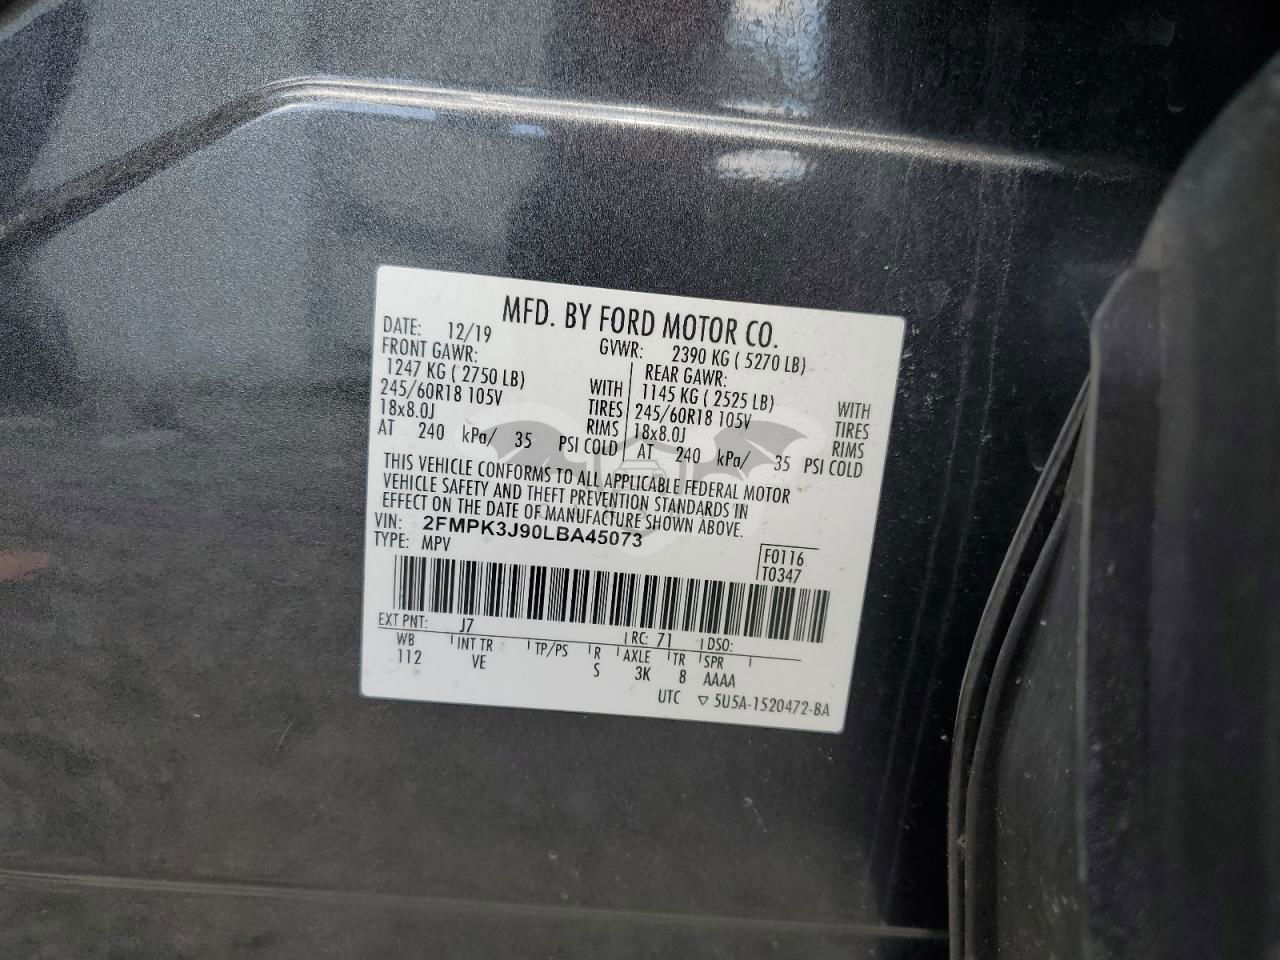 MFD. BY FORD MOTOR CO.
DATE: 12/19 GVWR: 2390 KG ( 5270 LB)
FRONT GAWR: REAR GAWR:
1247 KG ( 2750 LB) WITH 1145 KG ( 2525 LB) WITH
245/60R18 105V TIRES 245/60R18 105V TIRES
18x8.0J RIMS 18x8.0J RIMS
AT 240 kPa/ 35 PSI COLD AT 240 kPa/ 35 PSI COLD
THIS VEHICLE CONFORMS TO ALL APPLICABLE FEDERAL MOTOR
VEHICLE SAFETY AND THEFT PREVENTION STANDARDS IN
EFFECT ON THE DATE OF MANUFACTURE SHOWN ABOVE.
VIN: 2FMPK3J90LBA45073
TYPE: MPV
F0116
T0347
EXT PNT: J7 RC: 71 DSO:
WB INT TR TP/PS R AXLE TR SPR
112 VE S 3K 8 AAAA
UTC ▽ 5U5A-1520472-BA